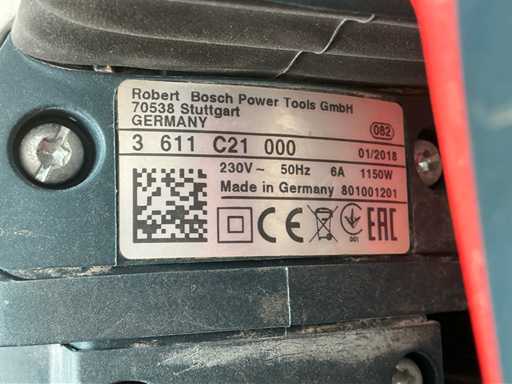 Robert Bosch Power Tools GmbH
70538 Stuttgart
GERMANY
082
3 611 C21 000
01/2018
230V~ 50Hz 6A 1150W
Made in Germany 801001201
CE
001
EAC